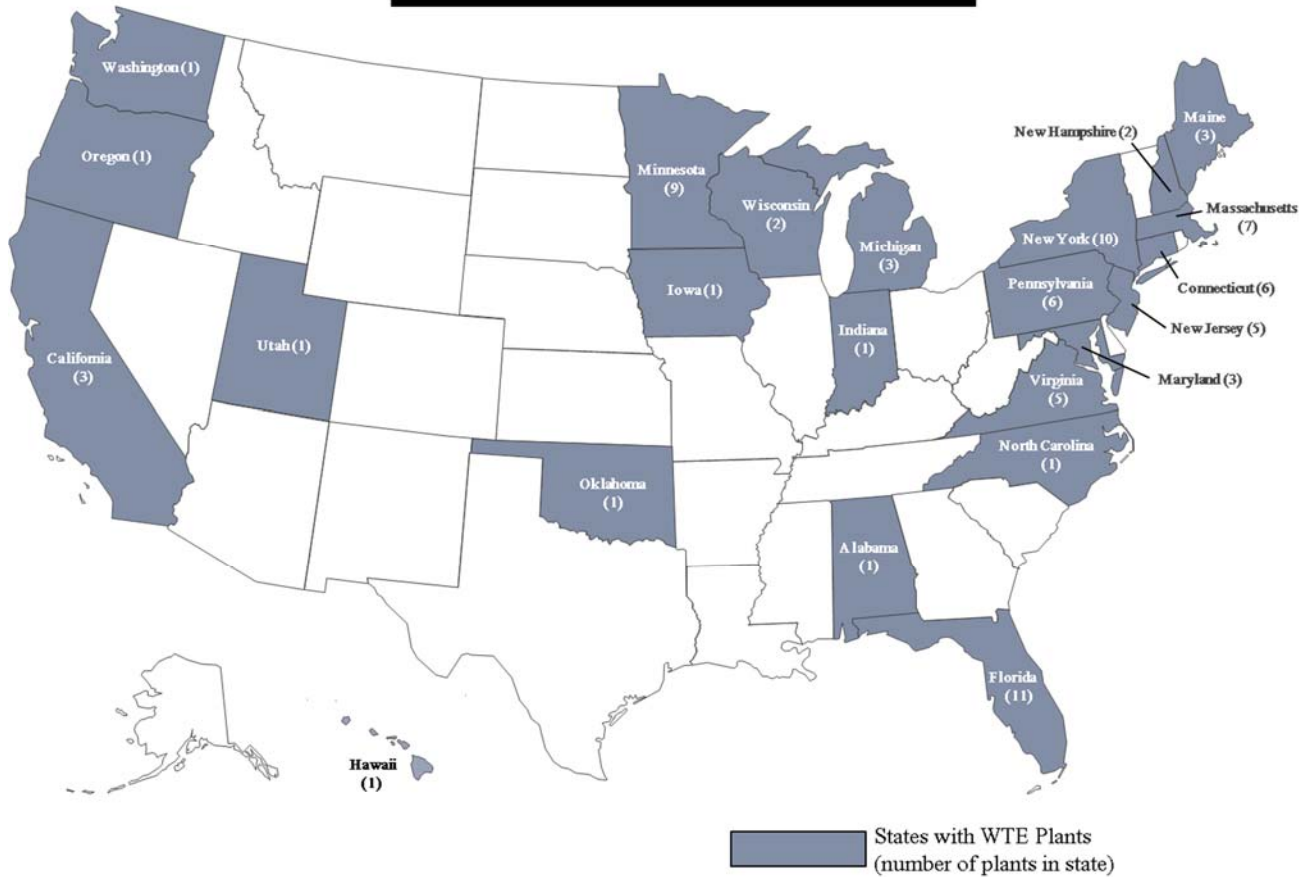 Washington (1)
Oregon (1)
California
(3)
Utah (1)
Oklahoma
(1)
Minnesota
(9)
Iowa (1)
Wisconsin
(2)
Michigan
(3)
Indiana
(1)
Alabama
(1)
Florida
(11)
North Carolina
(1)
Virginia
(5)
Maryland (3)
New Jersey (5)
Pennsylvania
(6)
Connecticut (6)
New York (10)
Massachusetts
(7)
New Hampshire (2)
Maine
(3)
Hawaii
(1)
States with WTE Plants
(number of plants in state)